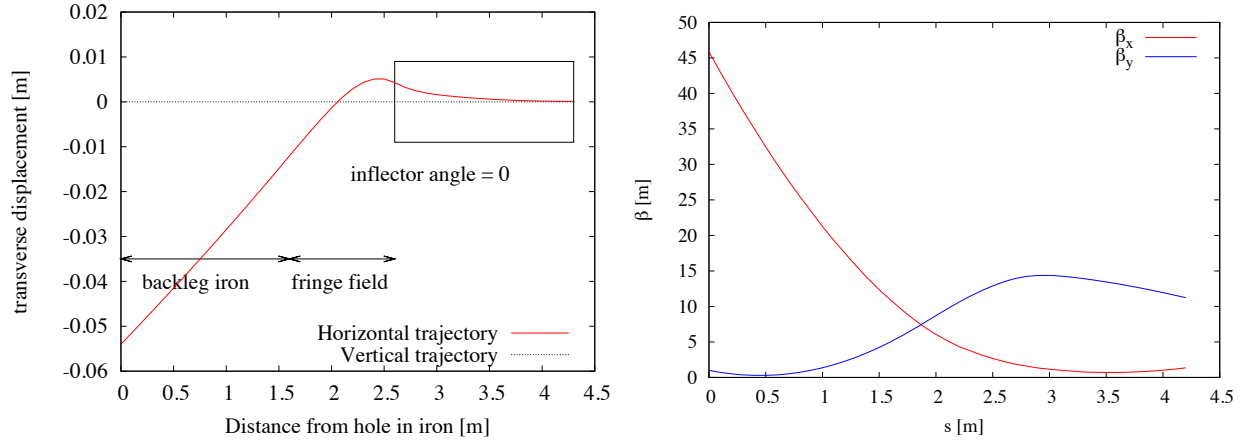 0.02
0.01
0
-0.01
-0.02
-0.03
-0.04
-0.05
-0.06
transverse displacement [m]
inflector angle = 0
backleg iron
fringe field
Horizontal trajectory
Vertical trajectory
0 0.5 1 1.5 2 2.5 3 3.5 4 4.5
Distance from hole in iron [m]
50
45
40
35
30
25
20
15
10
5
0
β [m]
βx
βy
0 0.5 1 1.5 2 2.5 3 3.5 4 4.5
s [m]